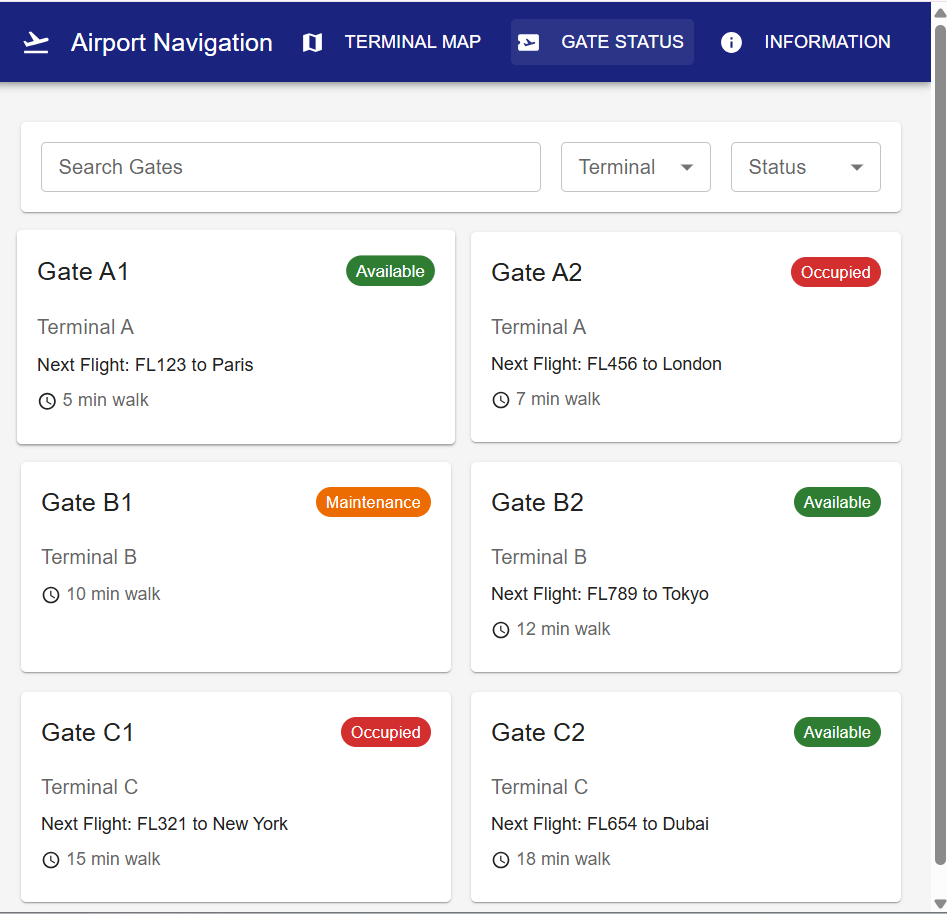 Airport Navigation TERMINAL MAP GATE STATUS INFORMATION
Search Gates Terminal Status
Gate A1 Available
Terminal A
Next Flight: FL123 to Paris
5 min walk
Gate A2 Occupied
Terminal A
Next Flight: FL456 to London
7 min walk
Gate B1 Maintenance
Terminal B
10 min walk
Gate B2 Available
Terminal B
Next Flight: FL789 to Tokyo
12 min walk
Gate C1 Occupied
Terminal C
Next Flight: FL321 to New York
15 min walk
Gate C2 Available
Terminal C
Next Flight: FL654 to Dubai
18 min walk